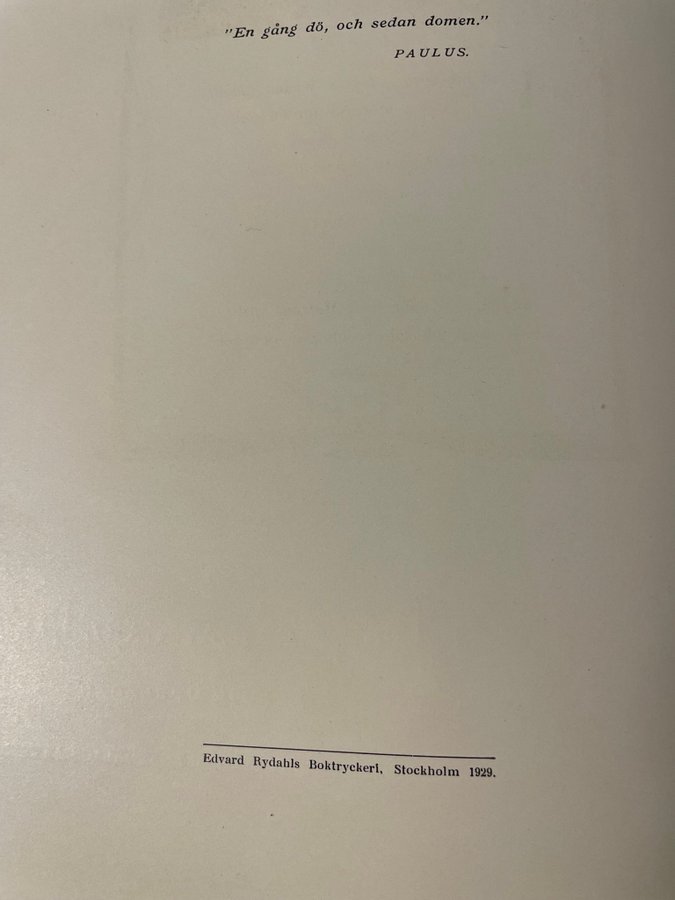 "En gång dö, och sedan domen."
PAULUS.
Edvard Rydahls Boktryckeri, Stockholm 1929.